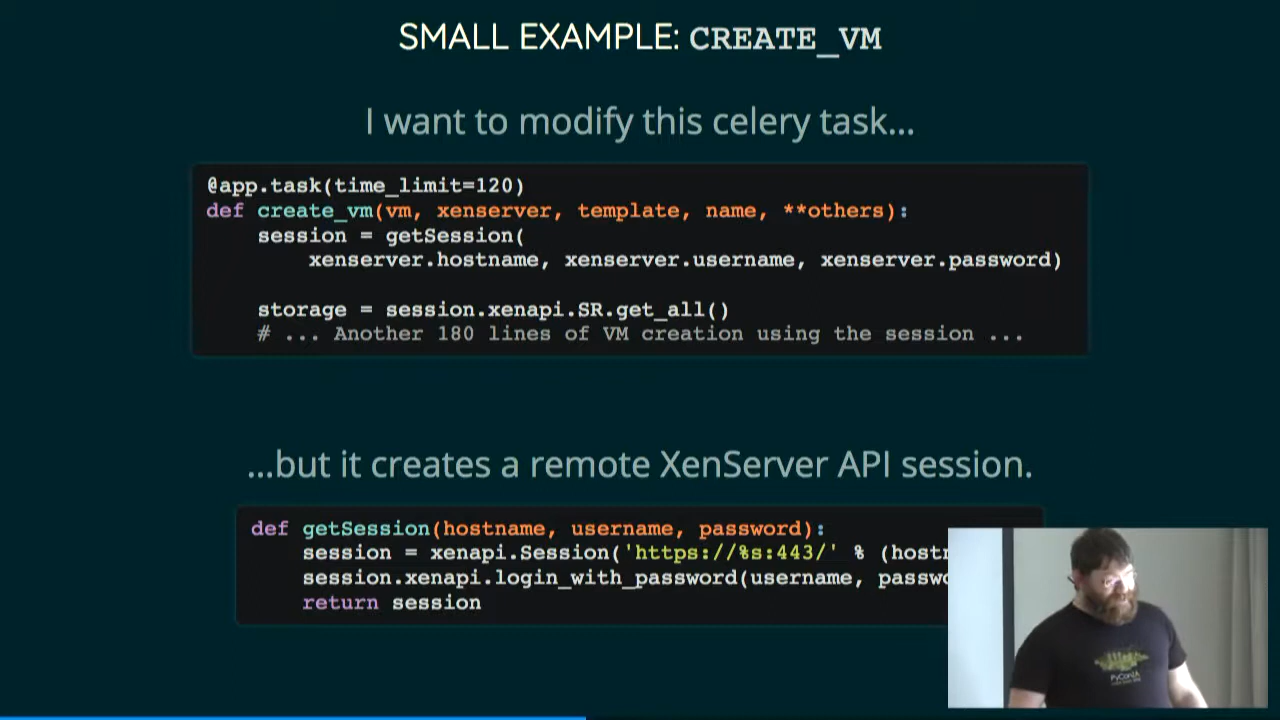 SMALL EXAMPLE: CREATE_VM
I want to modify this celery task...
@app.task(time_limit=120)
def create_vm(vm, xenserver, template, name, **others):
    session = getSession(
        xenserver.hostname, xenserver.username, xenserver.password)
    storage = session.xenapi.SR.get_all()
    # ... Another 180 lines of VM creation using the session ...
...but it creates a remote XenServer API session.
def getSession(hostname, username, password):
    session = xenapi.Session('https://%s:443/' % (hostn
    session.xenapi.login_with_password(username, passwo
    return session
PyConZA